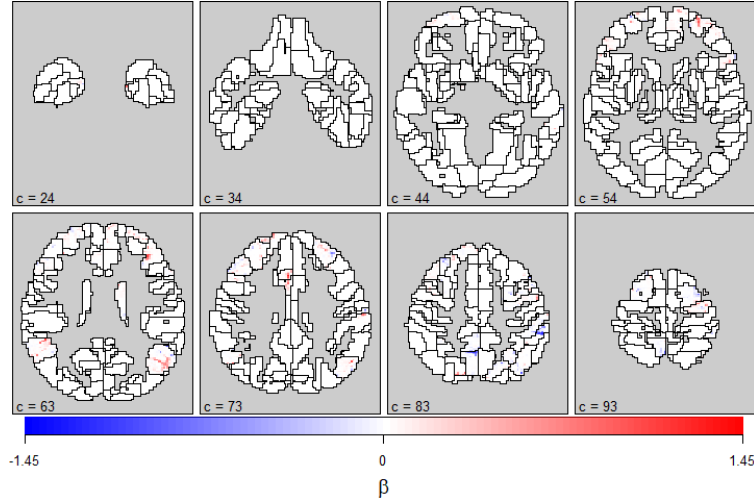 c = 24
c = 34
c = 44
c = 54
c = 63
c = 73
c = 83
c = 93
-1.45
0
1.45
β